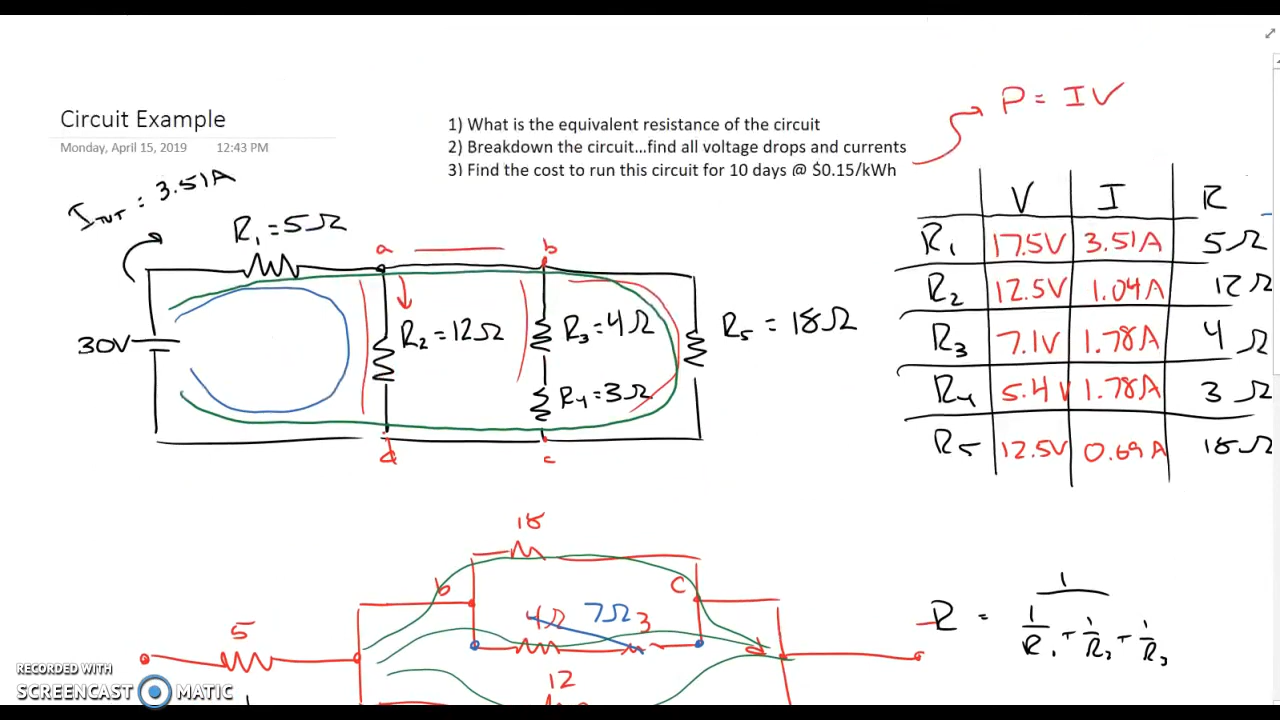 P = IV
Circuit Example
1) What is the equivalent resistance of the circuit
Monday, April 15, 2019 12:43 PM
2) Breakdown the circuit...find all voltage drops and currents
3) Find the cost to run this circuit for 10 days @ $0.15/kWh
I TOT = 3.51A
R1 = 5Ω
a
b
30V
R2 = 12Ω
R3 = 4Ω
R5 = 18Ω
R4 = 3Ω
d
c
V I R
R1 17.5V 3.51A 5Ω
R2 12.5V 1.04A 12Ω
R3 7.1V 1.78A 4Ω
R4 5.4V 1.78A 3Ω
R5 12.5V 0.69A 18Ω
18
b
c
4Ω 7Ω 3
5
d
12
R = 1
1/R1 + 1/R2 + 1/R3
RECORDED WITH
SCREENCAST MATIC